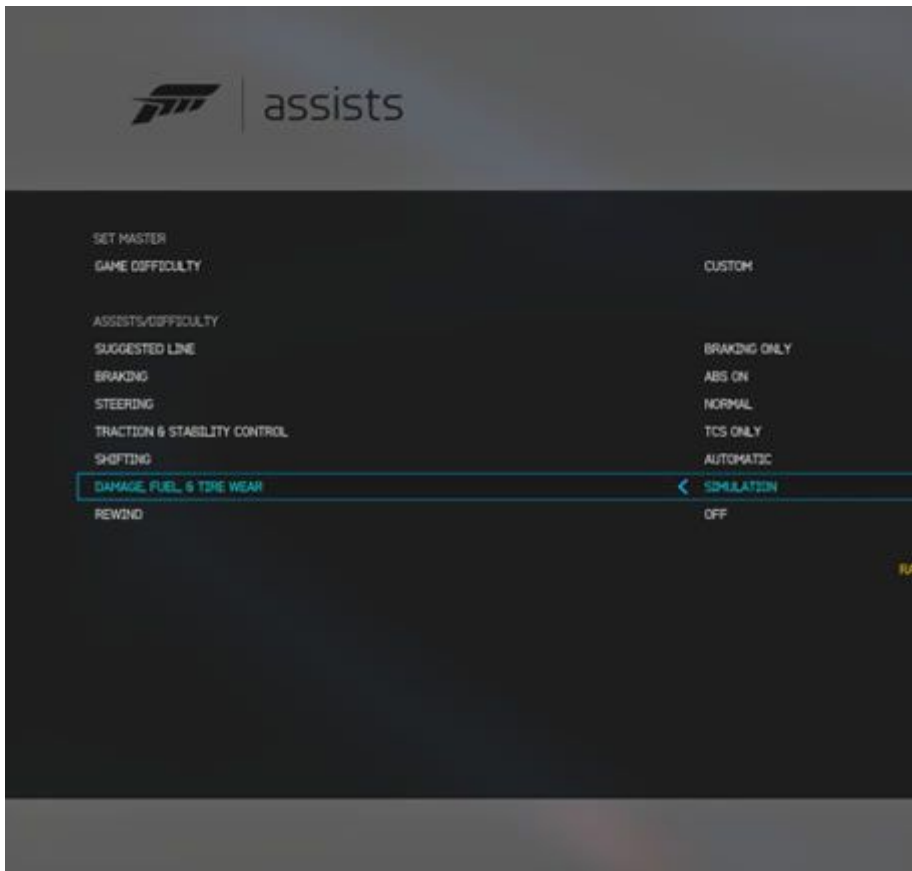 assists
SET MASTER
GAME DIFFICULTY CUSTOM
ASSISTS/DIFFICULTY
SUGGESTED LINE BRAKING ONLY
BRAKING ABS ON
STEERING NORMAL
TRACTION & STABILITY CONTROL TCS ONLY
SHIFTING AUTOMATIC
DAMAGE, FUEL, & TIRE WEAR SIMULATION
REWIND OFF